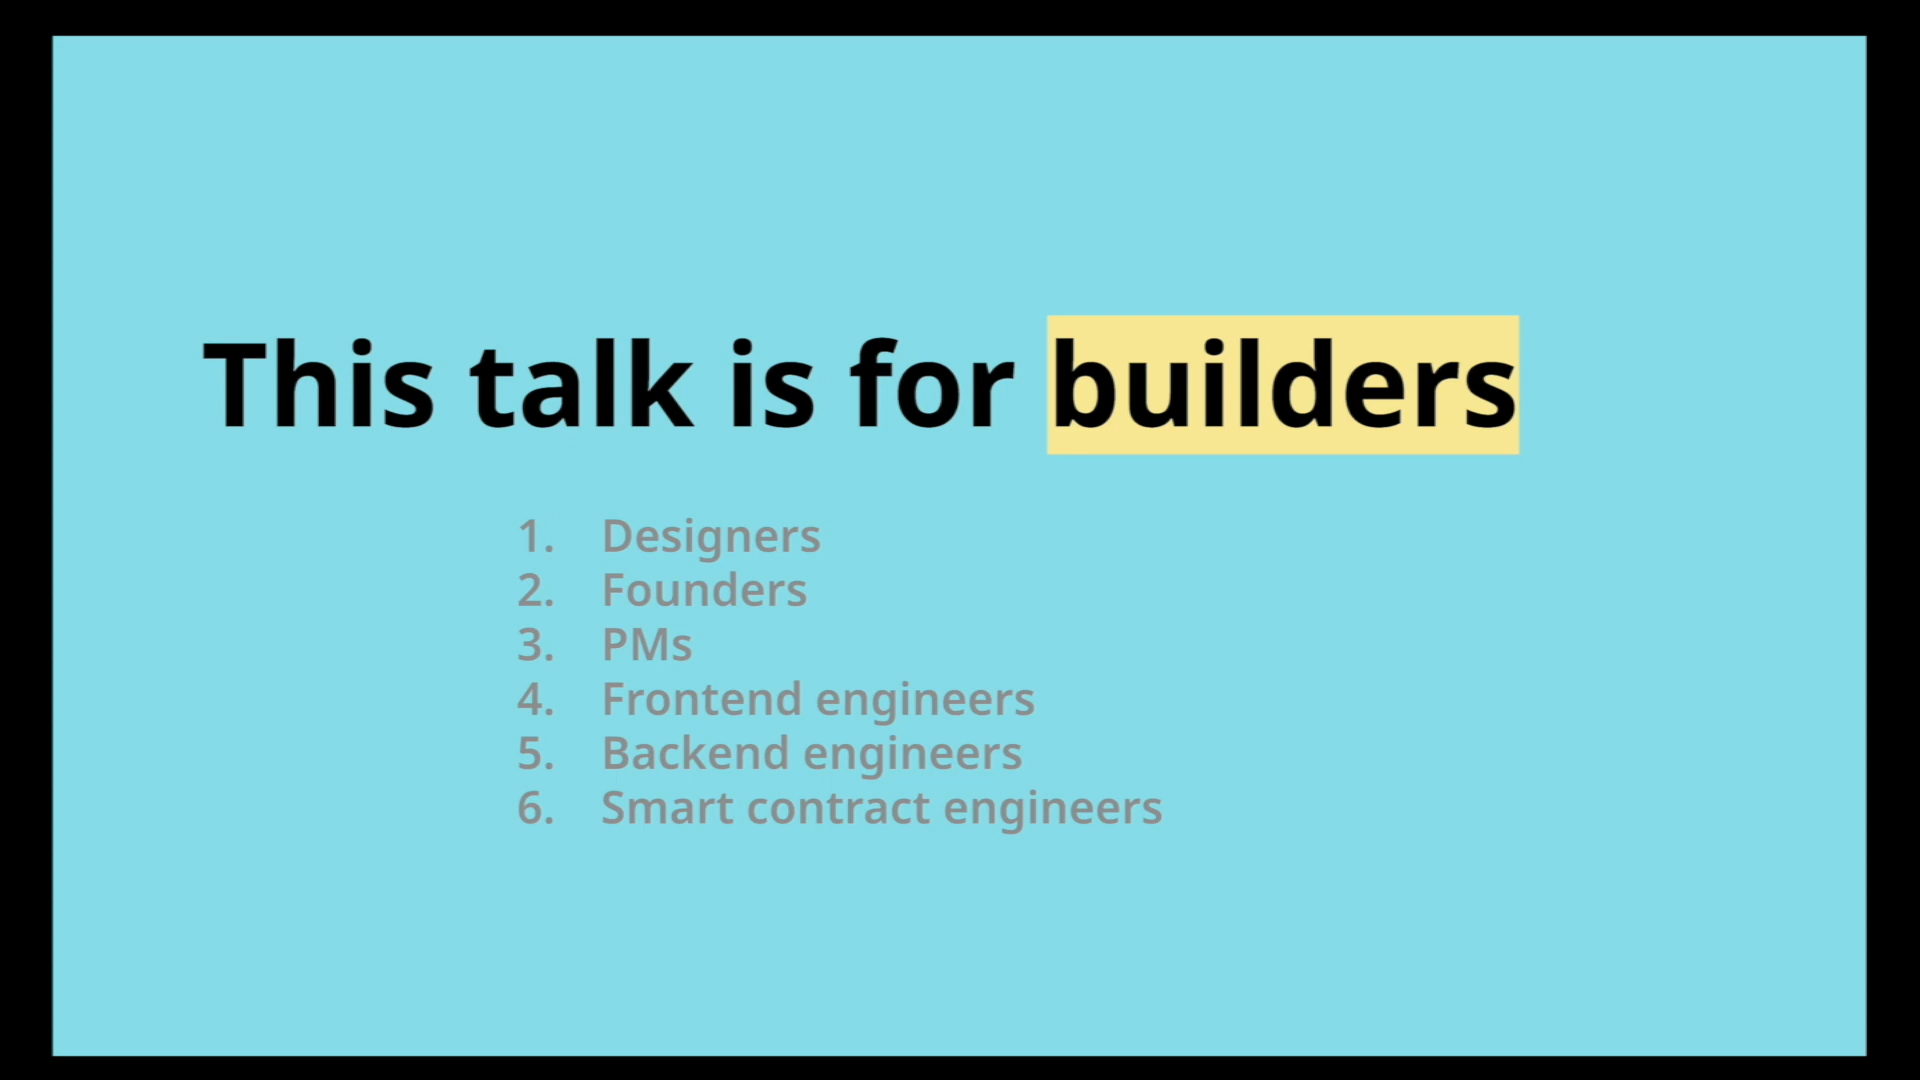 This talk is for builders
1. Designers
2. Founders
3. PMs
4. Frontend engineers
5. Backend engineers
6. Smart contract engineers